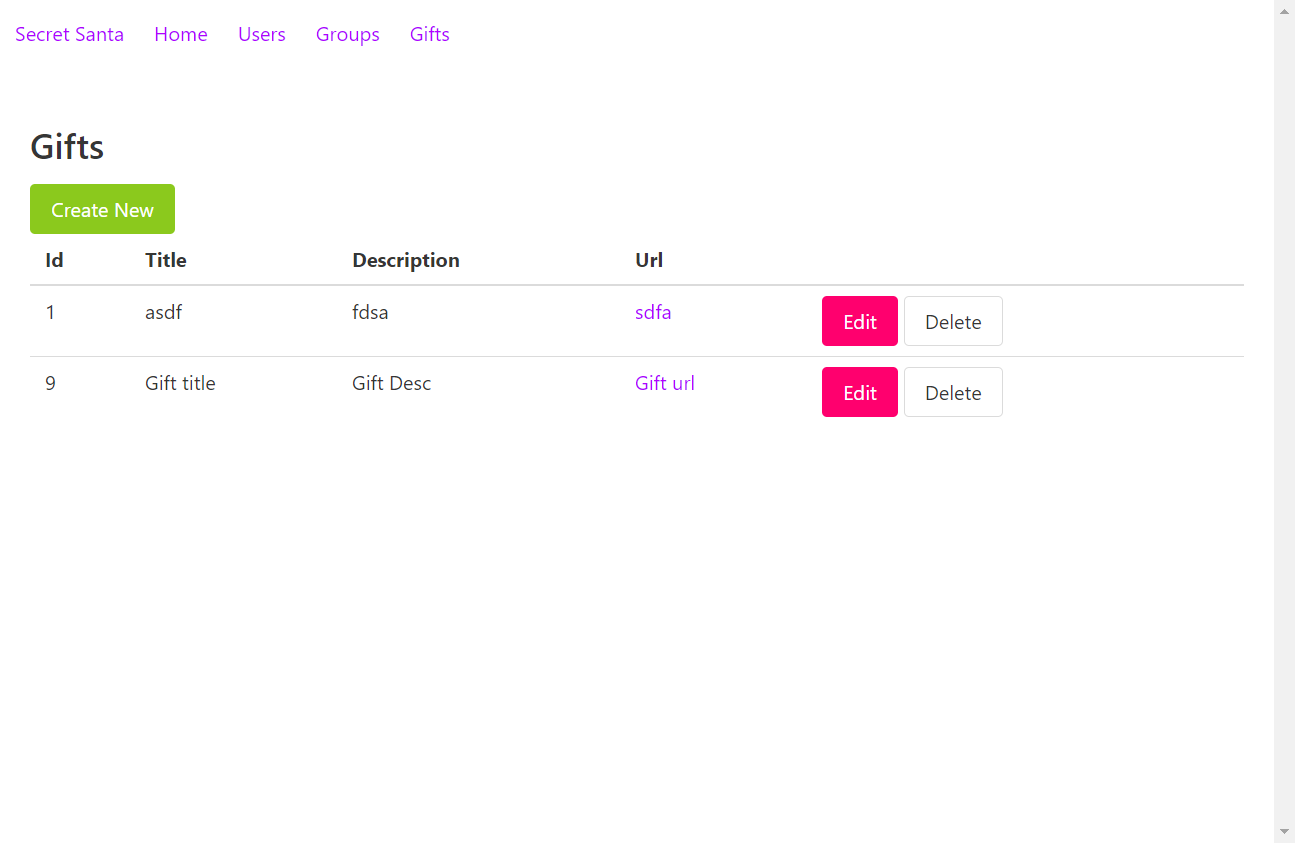 Secret Santa Home Users Groups Gifts
Gifts
Create New
Id Title Description Url
1 asdf fdsa sdfa Edit Delete
9 Gift title Gift Desc Gift url Edit Delete